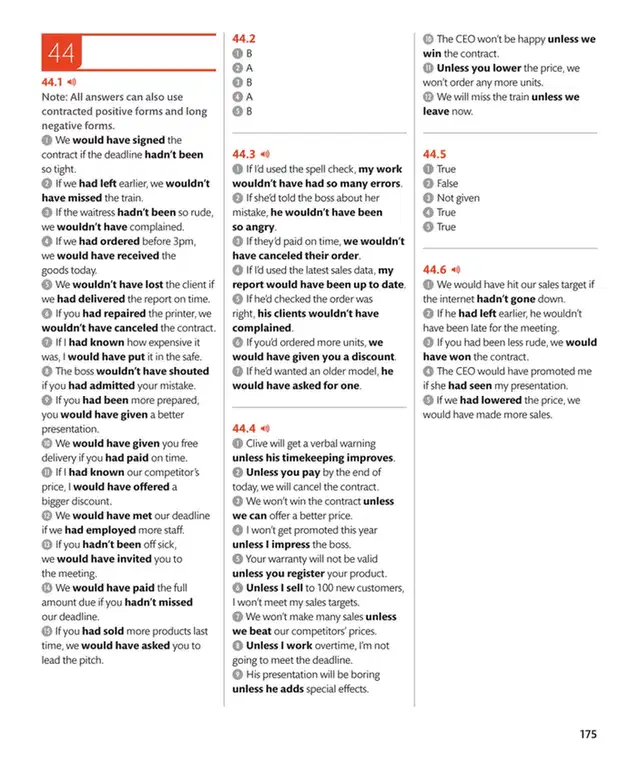 44
44.1
Note: All answers can also use
contracted positive forms and long
negative forms.
1 We would have signed the
contract if the deadline hadn't been
so tight.
2 If we had left earlier, we wouldn't
have missed the train.
3 If the waitress hadn't been so rude,
we wouldn't have complained.
4 If we had ordered before 3pm,
we would have received the
goods today.
5 We wouldn't have lost the client if
we had delivered the report on time.
6 If you had repaired the printer, we
wouldn't have canceled the contract.
7 If I had known how expensive it
was, I would have put it in the safe.
8 The boss wouldn't have shouted
if you had admitted your mistake.
9 If you had been more prepared,
you would have given a better
presentation.
10 We would have given you free
delivery if you had paid on time.
11 If I had known our competitor's
price, I would have offered a
bigger discount.
12 We would have met our deadline
if we had employed more staff.
13 If you hadn't been off sick,
we would have invited you to
the meeting.
14 We would have paid the full
amount due if you hadn't missed
our deadline.
15 If you had sold more products last
time, we would have asked you to
lead the pitch.
44.2
1 B
2 A
3 B
4 A
5 B
44.3
1 If I'd used the spell check, my work
wouldn't have had so many errors.
2 If she'd told the boss about her
mistake, he wouldn't have been
so angry.
3 If they'd paid on time, we wouldn't
have canceled their order.
4 If I'd used the latest sales data, my
report would have been up to date.
5 If he'd checked the order was
right, his clients wouldn't have
complained.
6 If you'd ordered more units, we
would have given you a discount.
7 If he'd wanted an older model, he
would have asked for one.
44.4
1 Clive will get a verbal warning
unless his timekeeping improves.
2 Unless you pay by the end of
today, we will cancel the contract.
3 We won't win the contract unless
we can offer a better price.
4 I won't get promoted this year
unless I impress the boss.
5 Your warranty will not be valid
unless you register your product.
6 Unless I sell to 100 new customers,
I won't meet my sales targets.
7 We won't make many sales unless
we beat our competitors' prices.
8 Unless I work overtime, I'm not
going to meet the deadline.
9 His presentation will be boring
unless he adds special effects.
10 The CEO won't be happy unless we
win the contract.
11 Unless you lower the price, we
won't order any more units.
12 We will miss the train unless we
leave now.
44.5
1 True
2 False
3 Not given
4 True
5 True
44.6
1 We would have hit our sales target if
the internet hadn't gone down.
2 If he had left earlier, he wouldn't
have been late for the meeting.
3 If you had been less rude, we would
have won the contract.
4 The CEO would have promoted me
if she had seen my presentation.
5 If we had lowered the price, we
would have made more sales.
175